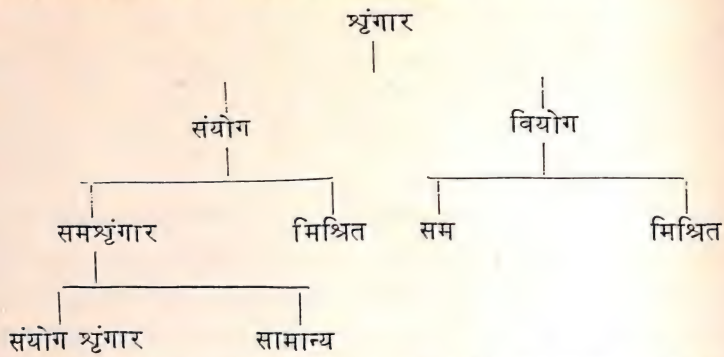 शृंगार
संयोग वियोग
समशृंगार मिश्रित सम मिश्रित
संयोग शृंगार सामान्य